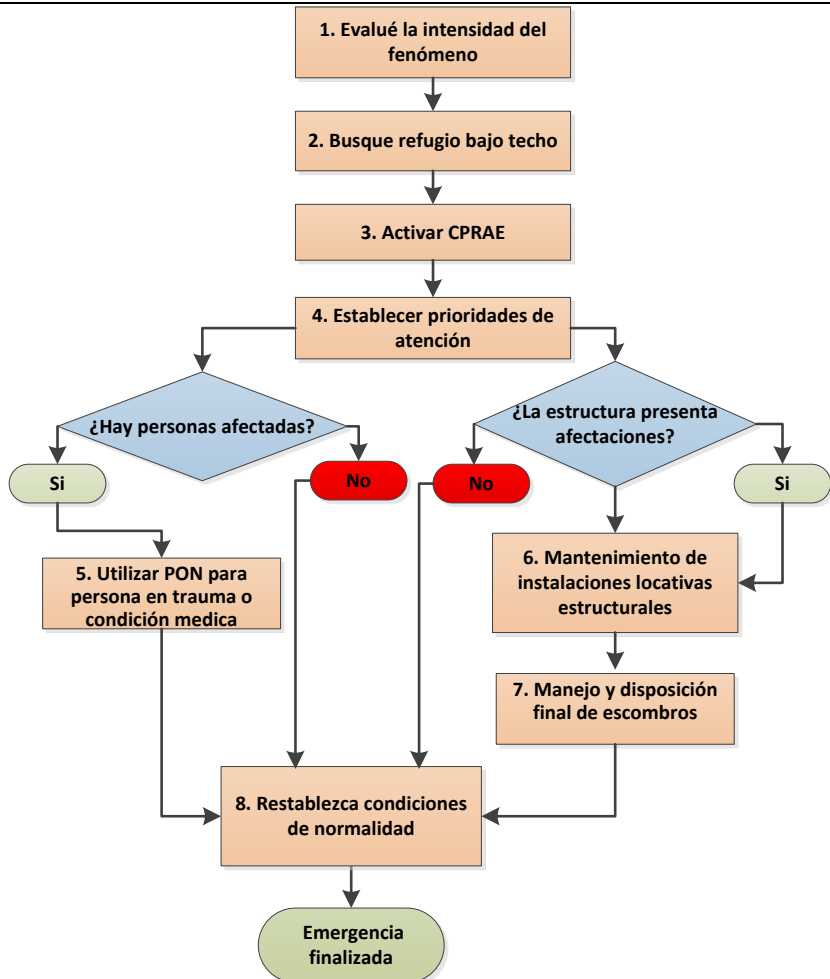 1. Evalué la intensidad del
fenómeno
2. Busque refugio bajo techo
3. Activar CPRAE
4. Establecer prioridades de
atención
¿Hay personas afectadas?
¿La estructura presenta
afectaciones?
Si
No
No
Si
5. Utilizar PON para
persona en trauma o
condición medica
6. Mantenimiento de
instalaciones locativas
estructurales
7. Manejo y disposición
final de escombros
8. Restablezca condiciones
de normalidad
Emergencia
finalizada